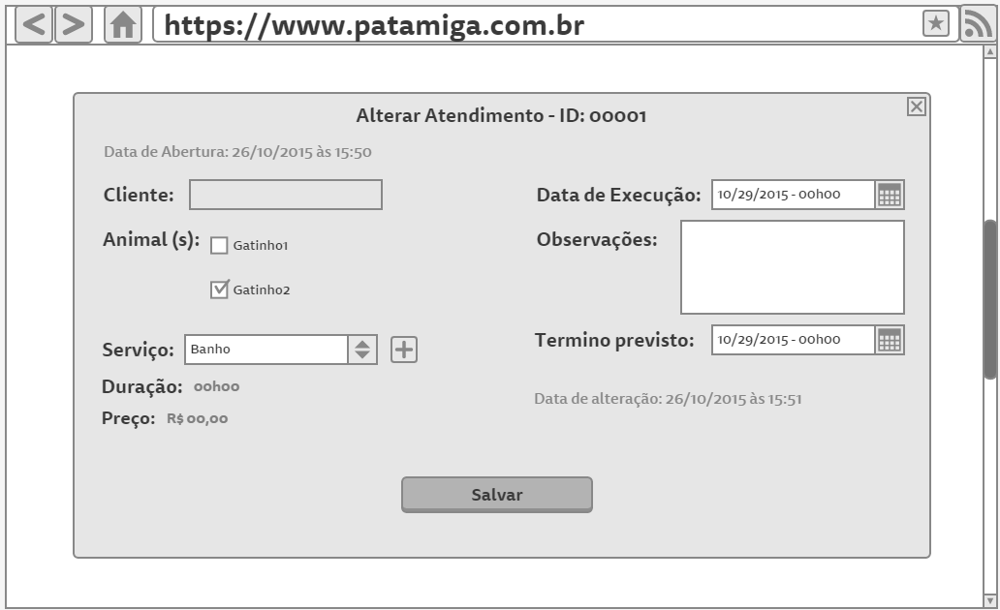 https://www.patamiga.com.br
Alterar Atendimento - ID: 00001
Data de Abertura: 26/10/2015 às 15:50
Cliente:
Animal (s):
Gatinho1
Gatinho2
Serviço: Banho
Duração: 00h00
Preço: R$ 00,00
Data de Execução: 10/29/2015 - 00h00
Observações:
Termino previsto: 10/29/2015 - 00h00
Data de alteração: 26/10/2015 às 15:51
Salvar